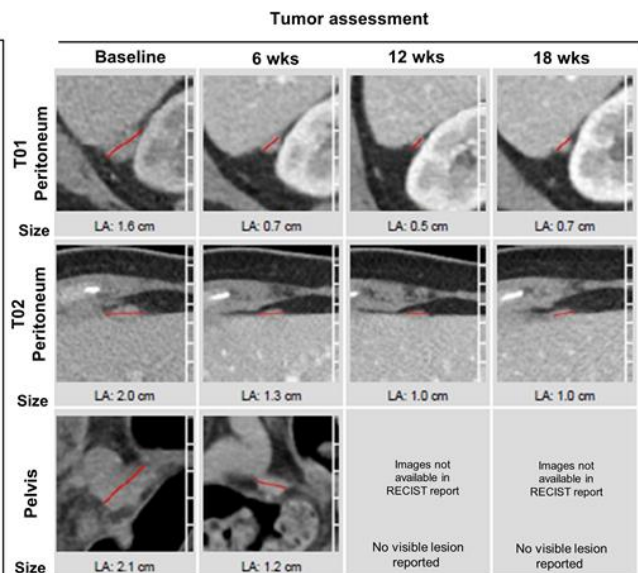 Tumor assessment
Baseline 6 wks 12 wks 18 wks
T01
Peritoneum
Size LA: 1.6 cm LA: 0.7 cm LA: 0.5 cm LA: 0.7 cm
T02
Peritoneum
Size LA: 2.0 cm LA: 1.3 cm LA: 1.0 cm LA: 1.0 cm
Pelvis
Images not
available in
RECIST report
Images not
available in
RECIST report
No visible lesion
reported
No visible lesion
reported
Size LA: 2.1 cm LA: 1.2 cm